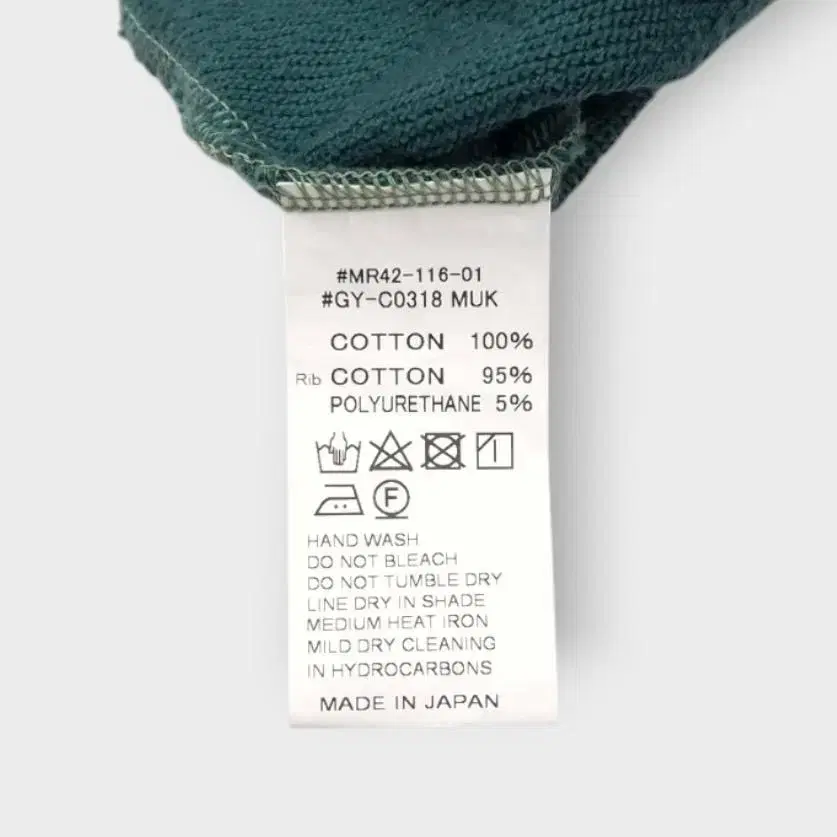 #MR42-116-01
#GY-C0318 MUK
COTTON 100%
Rib COTTON 95%
POLYURETHANE 5%
F
HAND WASH
DO NOT BLEACH
DO NOT TUMBLE DRY
LINE DRY IN SHADE
MEDIUM HEAT IRON
MILD DRY CLEANING
IN HYDROCARBONS
MADE IN JAPAN